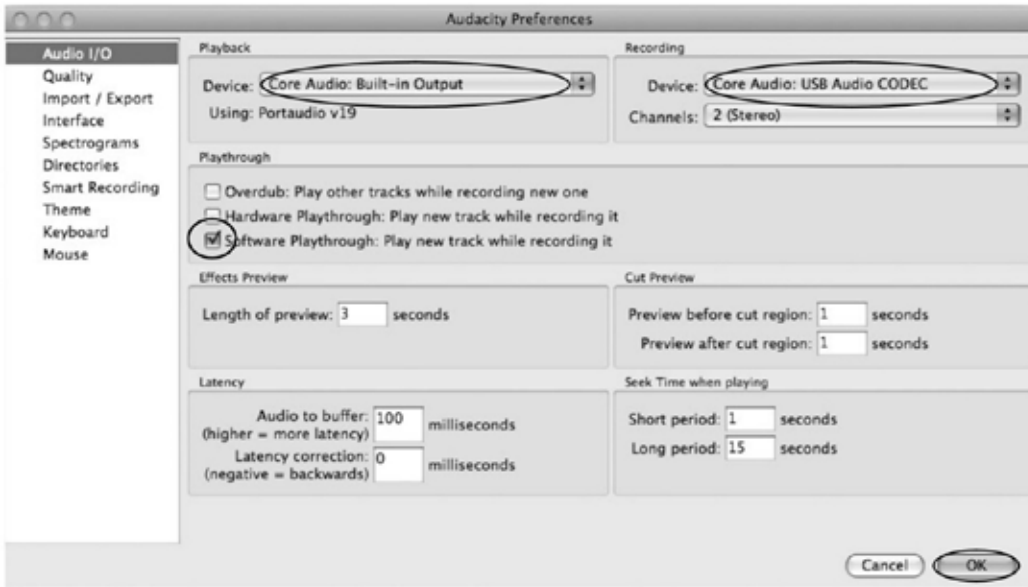 Audacity Preferences
Audio I/O
Quality
Import / Export
Interface
Spectrograms
Directories
Smart Recording
Theme
Keyboard
Mouse
Playback
Device: Core Audio: Built-in Output
Using: Portaudio v19
Recording
Device: Core Audio: USB Audio CODEC
Channels: 2 (Stereo)
Playthrough
Overdub: Play other tracks while recording new one
Hardware Playthrough: Play new track while recording it
Software Playthrough: Play new track while recording it
Effects Preview
Length of preview: 3 seconds
Cut Preview
Preview before cut region: 1 seconds
Preview after cut region: 1 seconds
Latency
Audio to buffer: 100 milliseconds
(higher = more latency)
Latency correction: 0 milliseconds
(negative = backwards)
Seek Time when playing
Short period: 1 seconds
Long period: 15 seconds
Cancel
OK